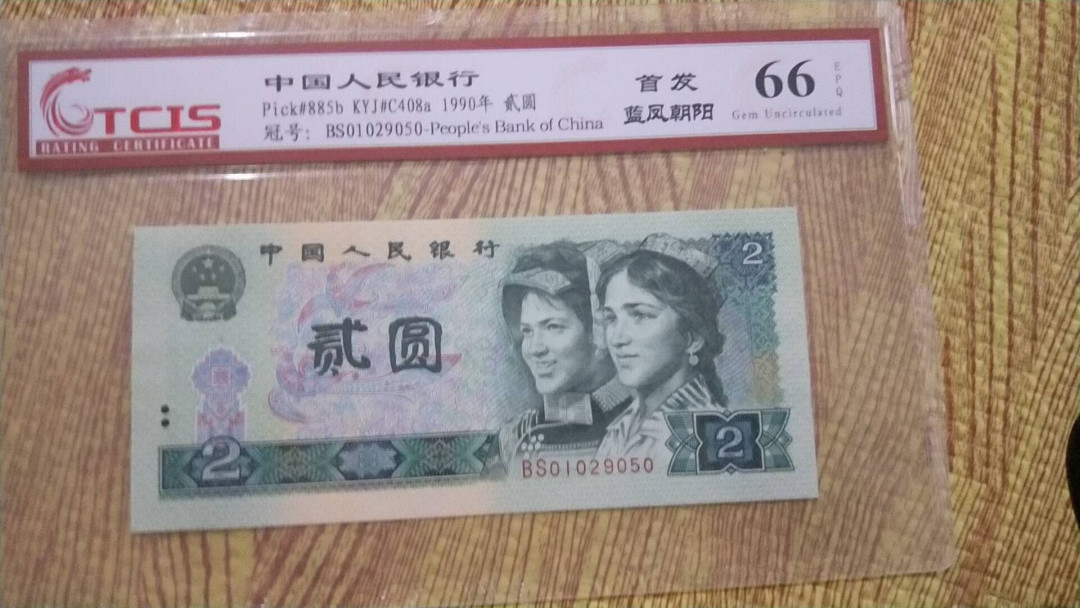 TCIS
RATING CERTIFICATE
中国人民银行
Pick#885b KYJ#C408a 1990年 贰圆
冠号: BS01029050-People's Bank of China
首发
蓝凤朝阳
66
EPQ
Gem Uncirculated
中国人民银行
2
贰圆
2
BS01029050
2